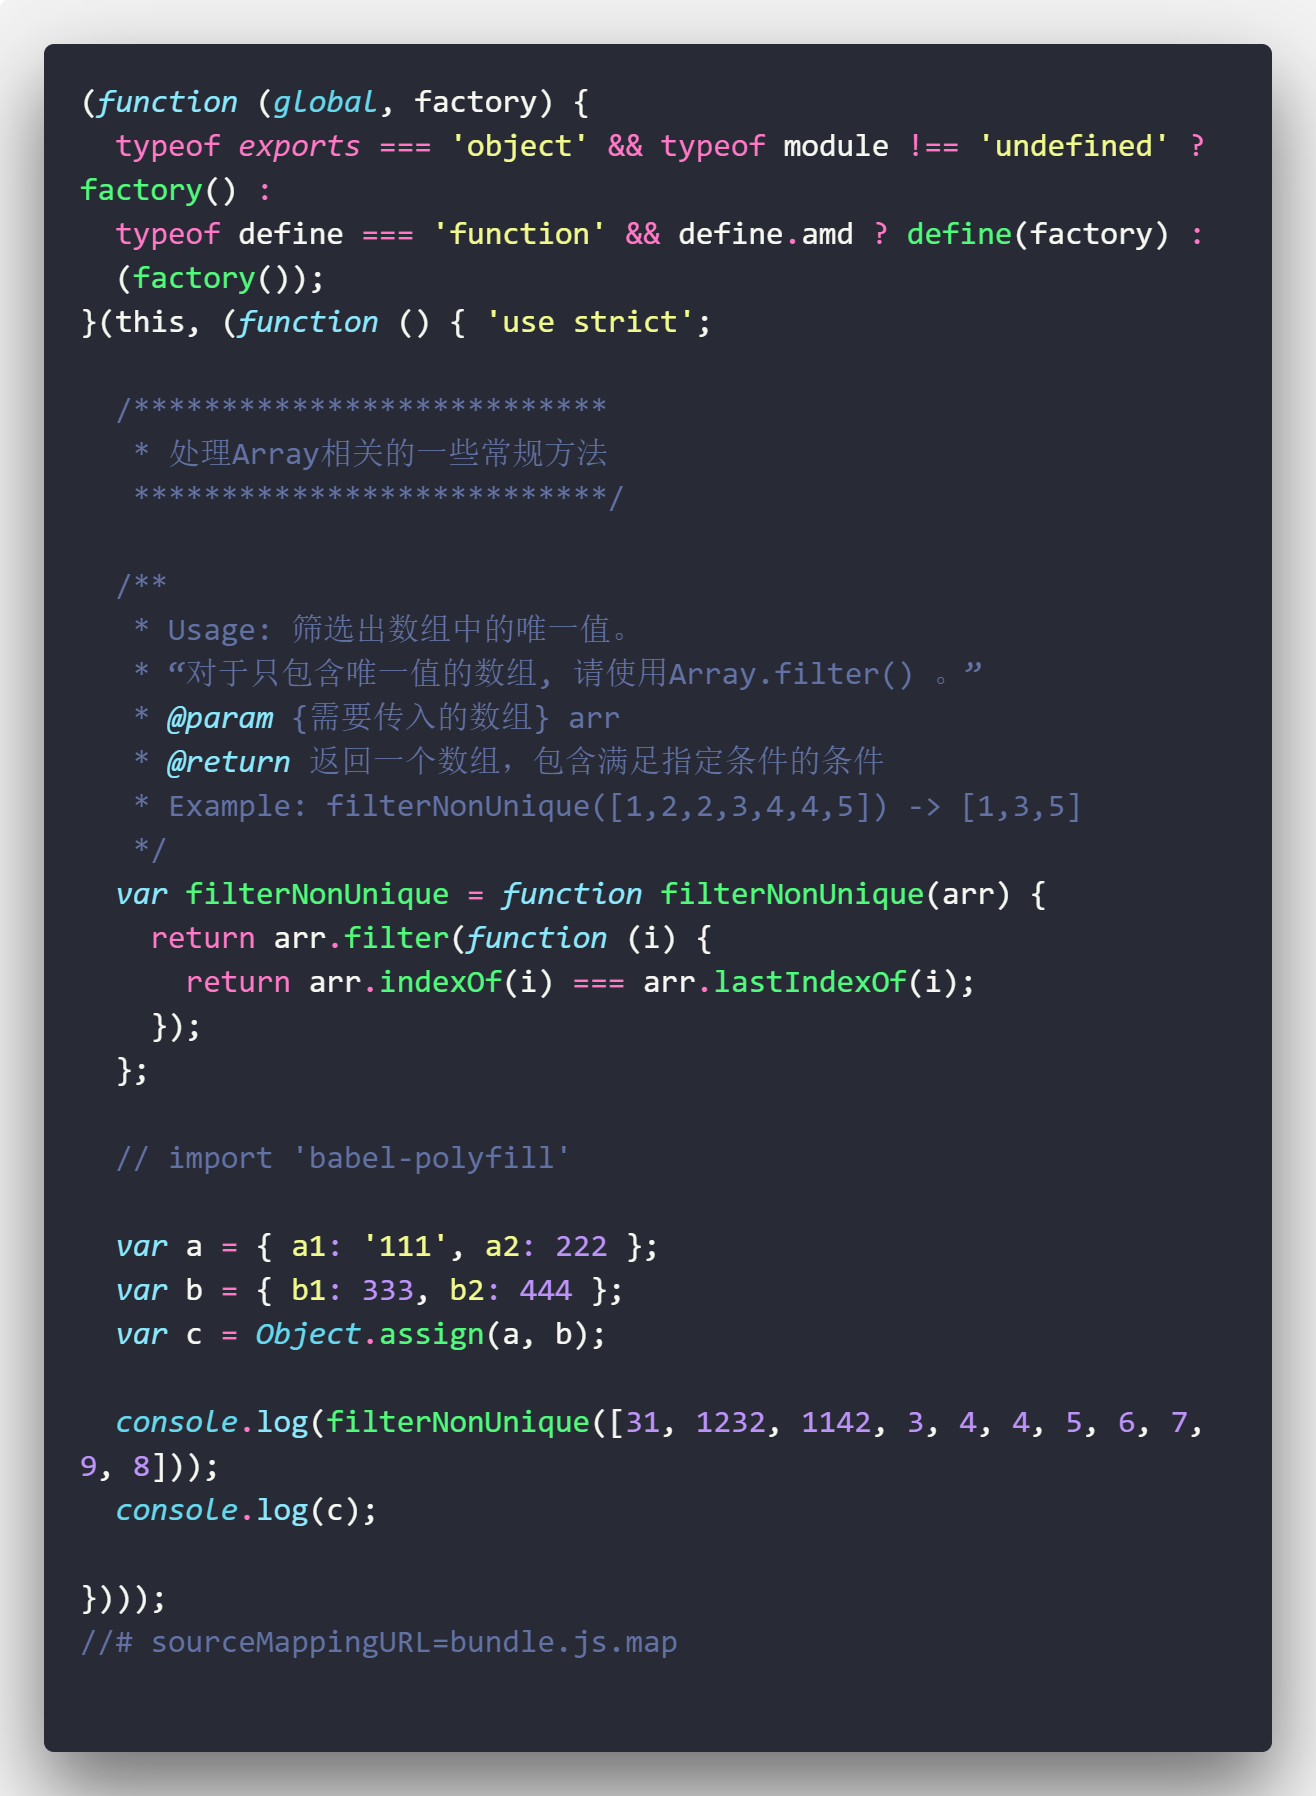 (function (global, factory) {
  typeof exports === 'object' && typeof module !== 'undefined' ?
factory() :
  typeof define === 'function' && define.amd ? define(factory) :
  (factory());
}(this, (function () { 'use strict';

  /***************************
   * 处理Array相关的一些常规方法
   ***************************/

  /**
   * Usage: 筛选出数组中的唯一值。
   * “对于只包含唯一值的数组, 请使用Array.filter() 。”
   * @param {需要传入的数组} arr
   * @return 返回一个数组，包含满足指定条件的条件
   * Example: filterNonUnique([1,2,2,3,4,4,5]) -> [1,3,5]
   */
  var filterNonUnique = function filterNonUnique(arr) {
    return arr.filter(function (i) {
      return arr.indexOf(i) === arr.lastIndexOf(i);
    });
  };

  // import 'babel-polyfill'

  var a = { a1: '111', a2: 222 };
  var b = { b1: 333, b2: 444 };
  var c = Object.assign(a, b);

  console.log(filterNonUnique([31, 1232, 1142, 3, 4, 4, 5, 6, 7,
9, 8]));
  console.log(c);

})));
//# sourceMappingURL=bundle.js.map